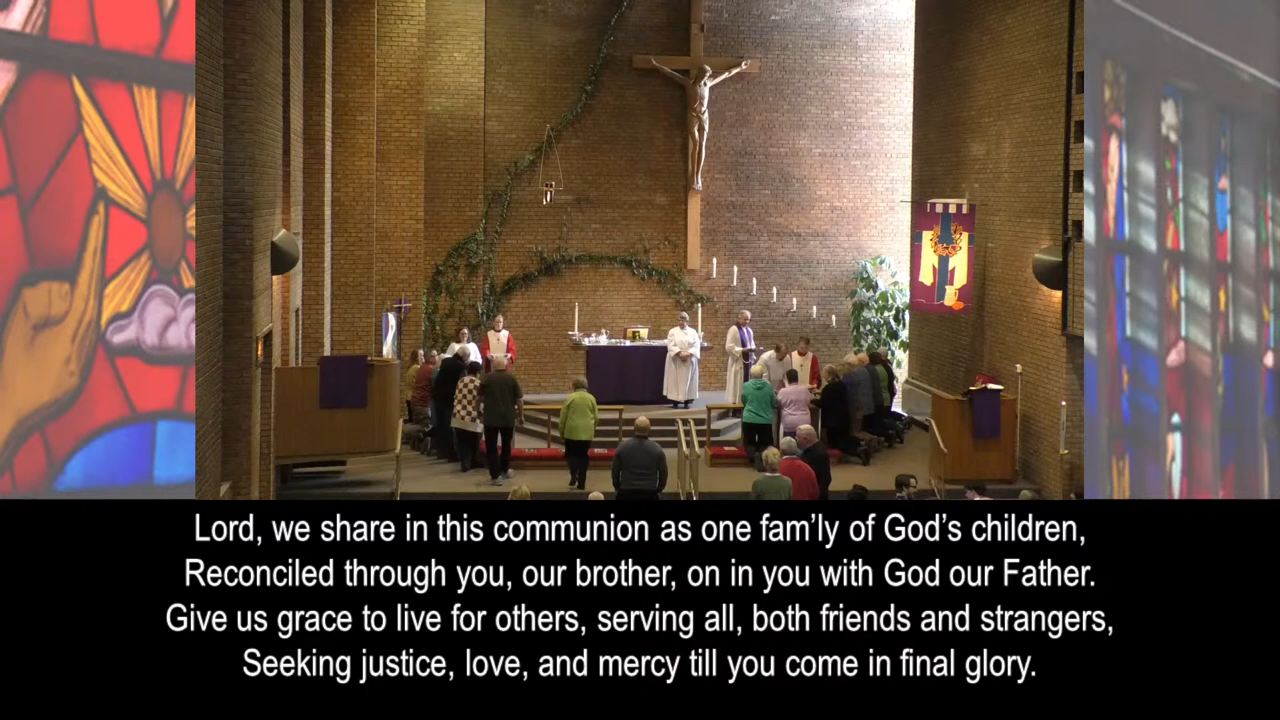 Lord, we share in this communion as one fam’ly of God’s children,
Reconciled through you, our brother, on in you with God our Father.
Give us grace to live for others, serving all, both friends and strangers,
Seeking justice, love, and mercy till you come in final glory.